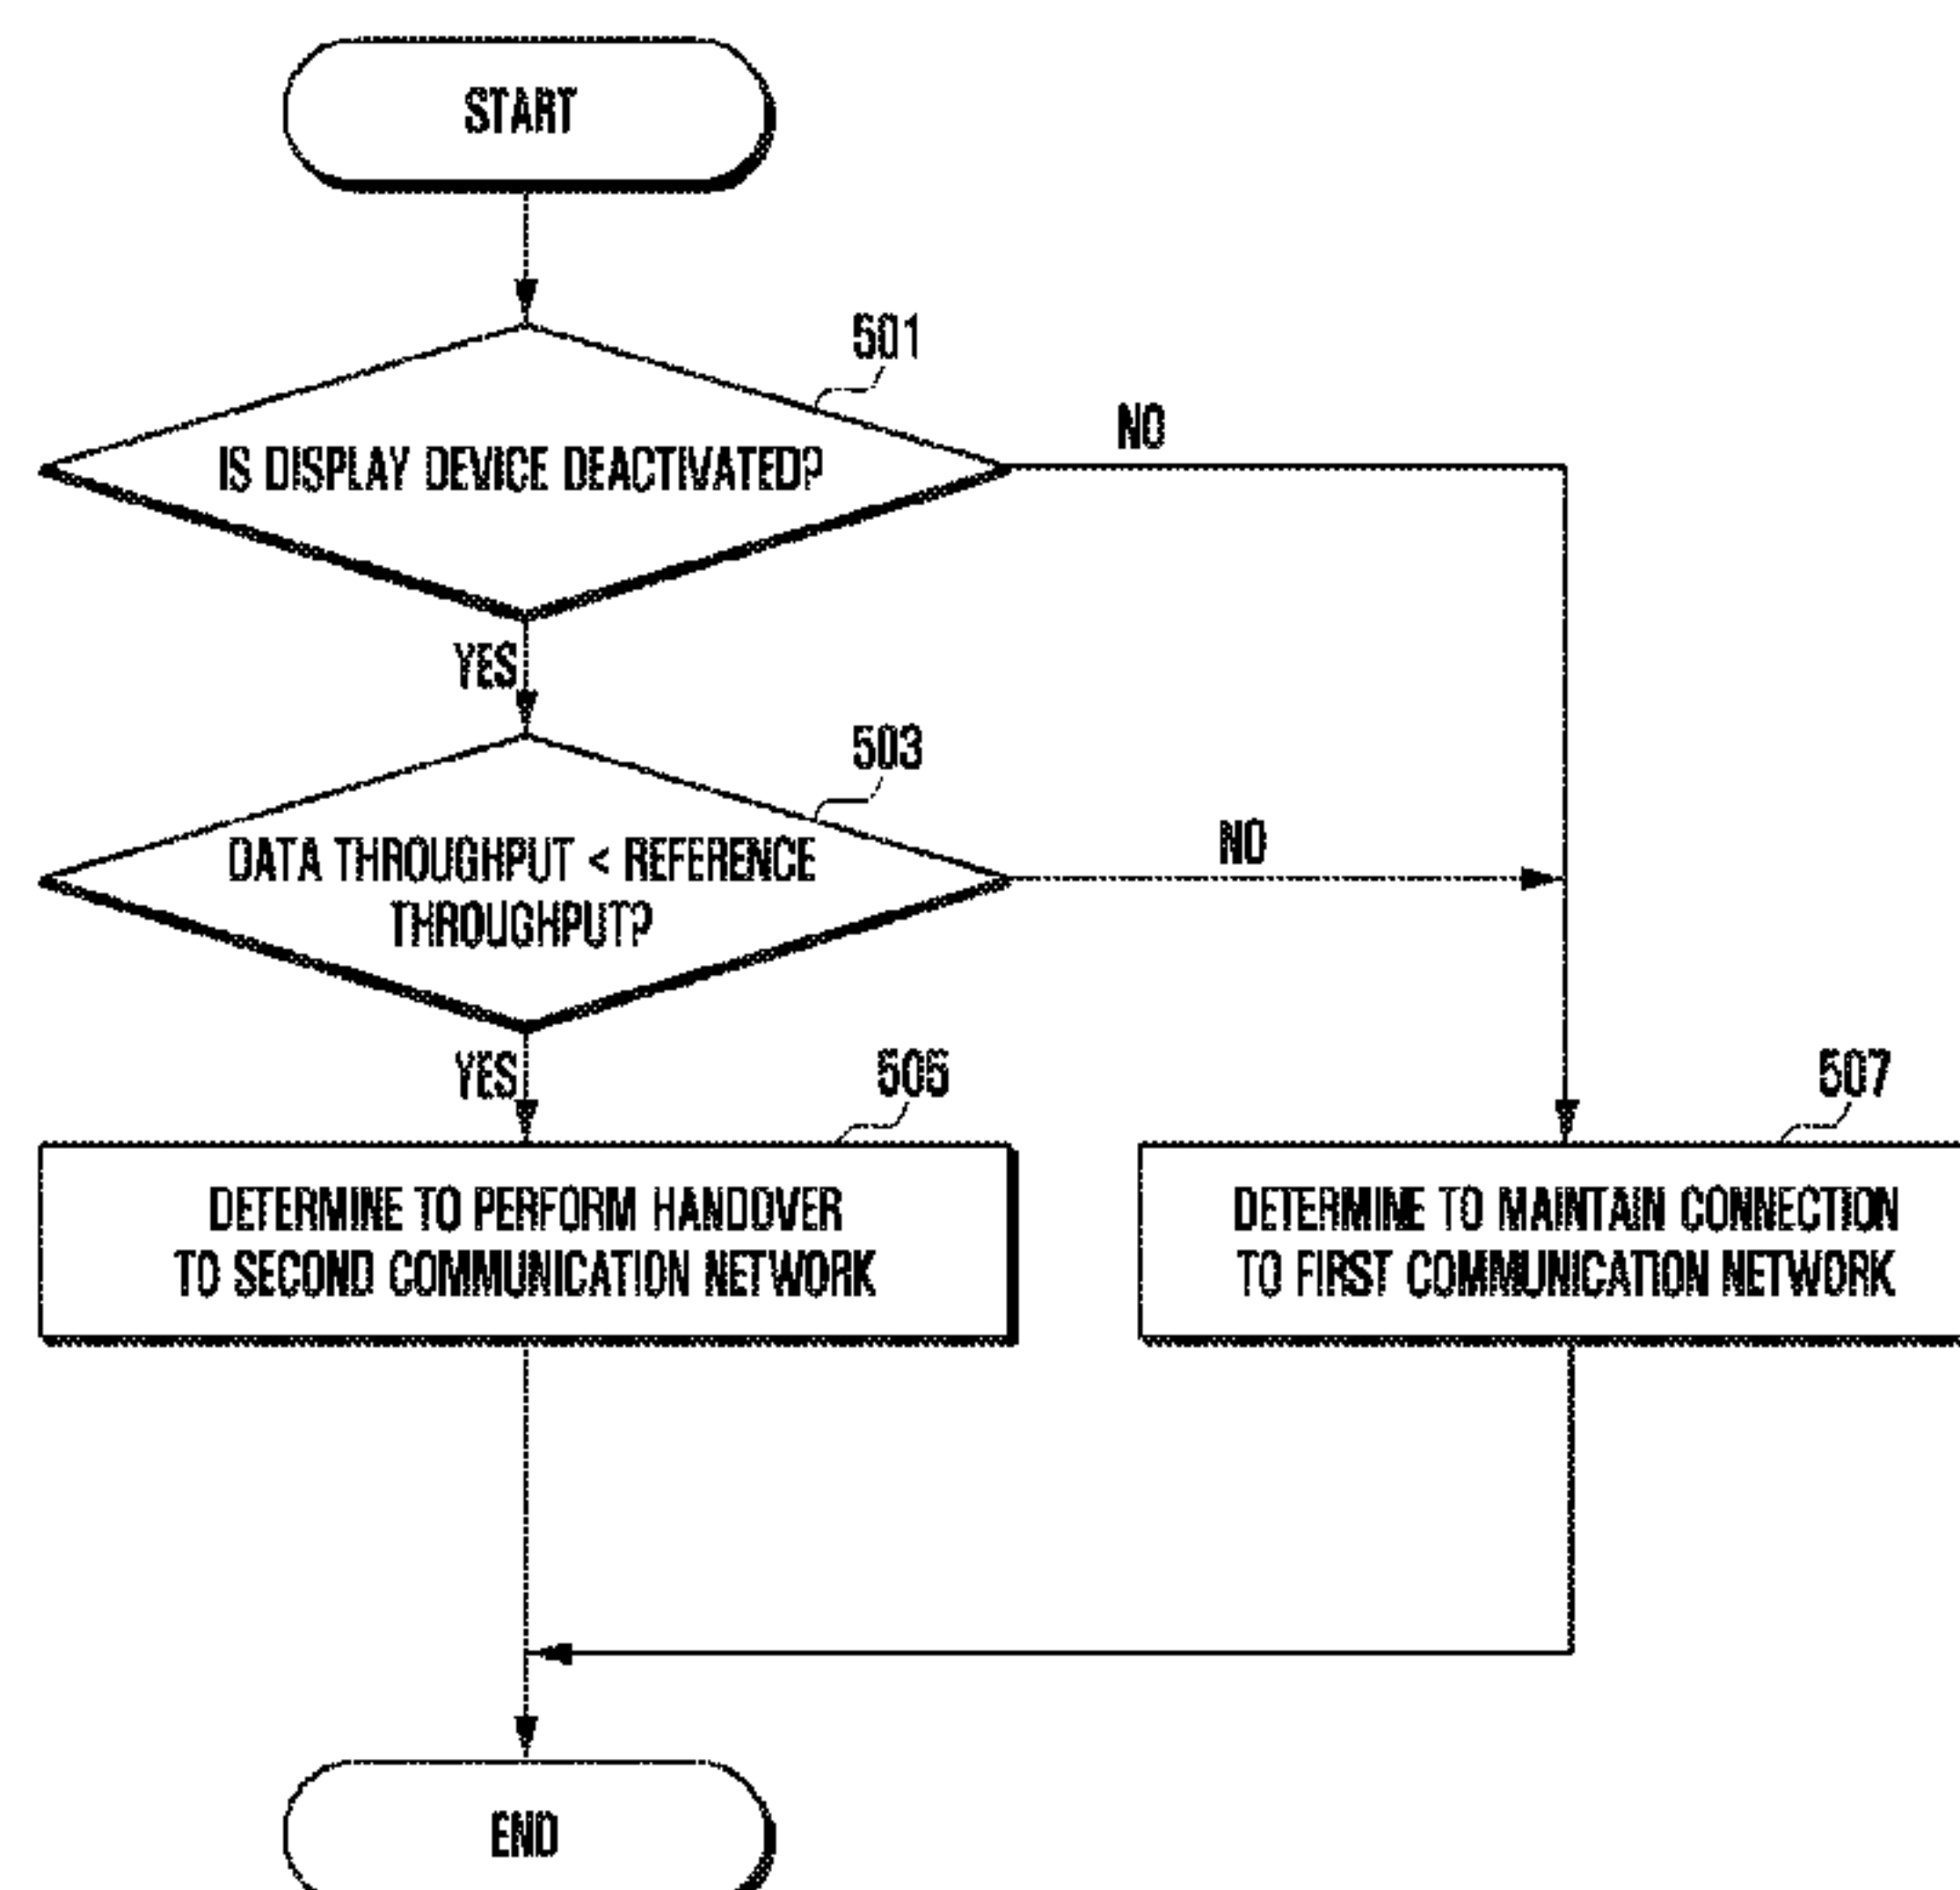 START
501
IS DISPLAY DEVICE DEACTIVATED?
NO
YES
503
DATA THROUGHPUT < REFERENCE
THROUGHPUT?
NO
YES
505
507
DETERMINE TO PERFORM HANDOVER
TO SECOND COMMUNICATION NETWORK
DETERMINE TO MAINTAIN CONNECTION
TO FIRST COMMUNICATION NETWORK
END